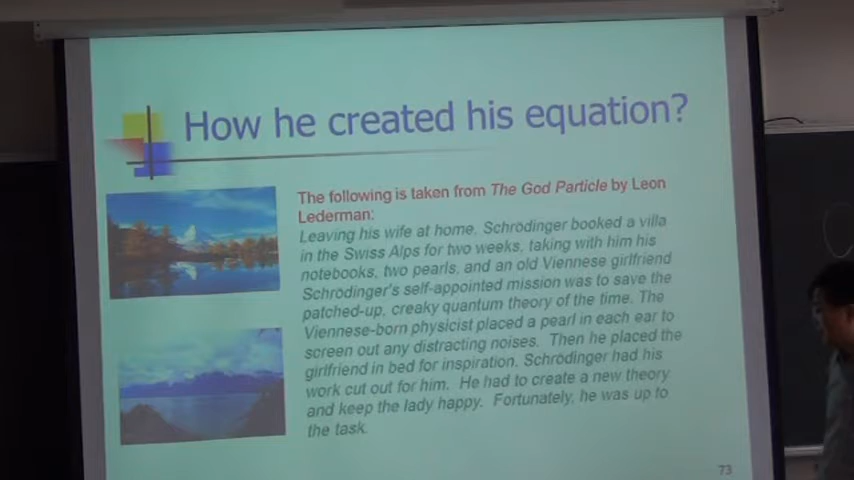 How he created his equation?
The following is taken from The God Particle by Leon
Lederman:
Leaving his wife at home, Schrödinger booked a villa
in the Swiss Alps for two weeks, taking with him his
notebooks, two pearls, and an old Viennese girlfriend
Schrödinger's self-appointed mission was to save the
patched-up, creaky quantum theory of the time. The
Viennese-born physicist placed a pearl in each ear to
screen out any distracting noises. Then he placed the
girlfriend in bed for inspiration. Schrödinger had his
work cut out for him. He had to create a new theory
and keep the lady happy. Fortunately, he was up to
the task.
73